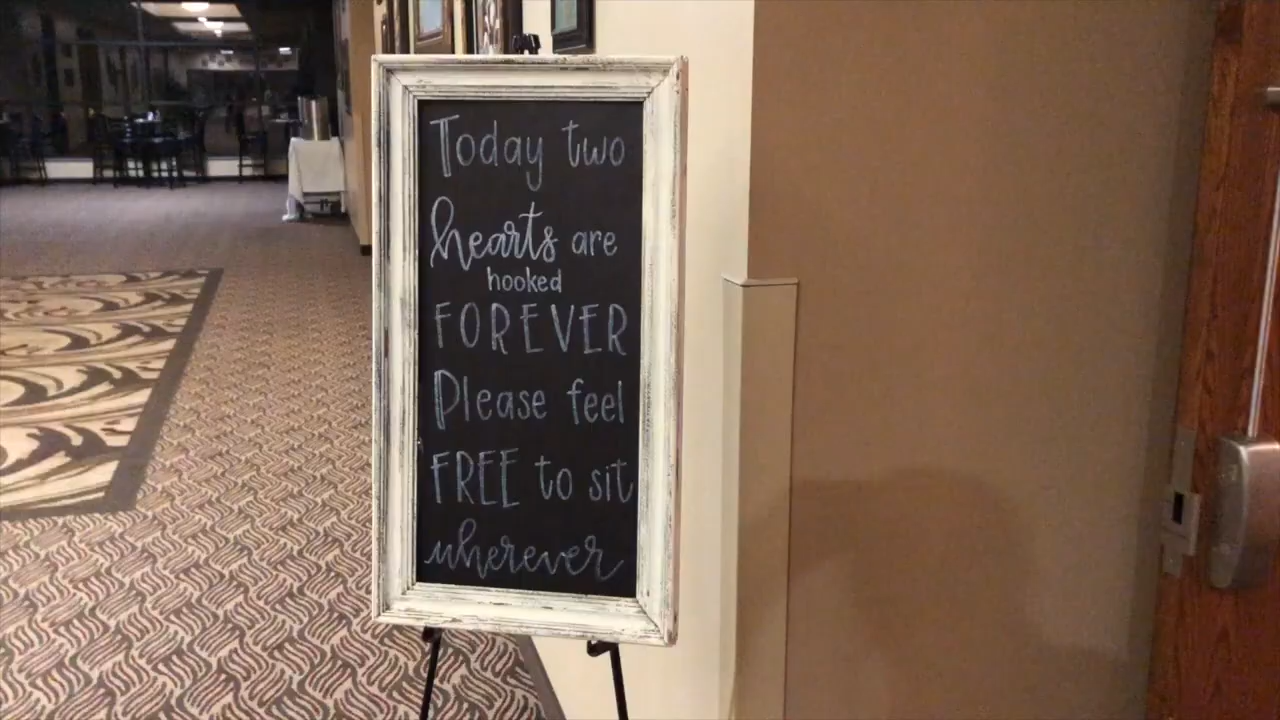 Today two
hearts are
hooked
FOREVER
Please feel
FREE to sit
wherever